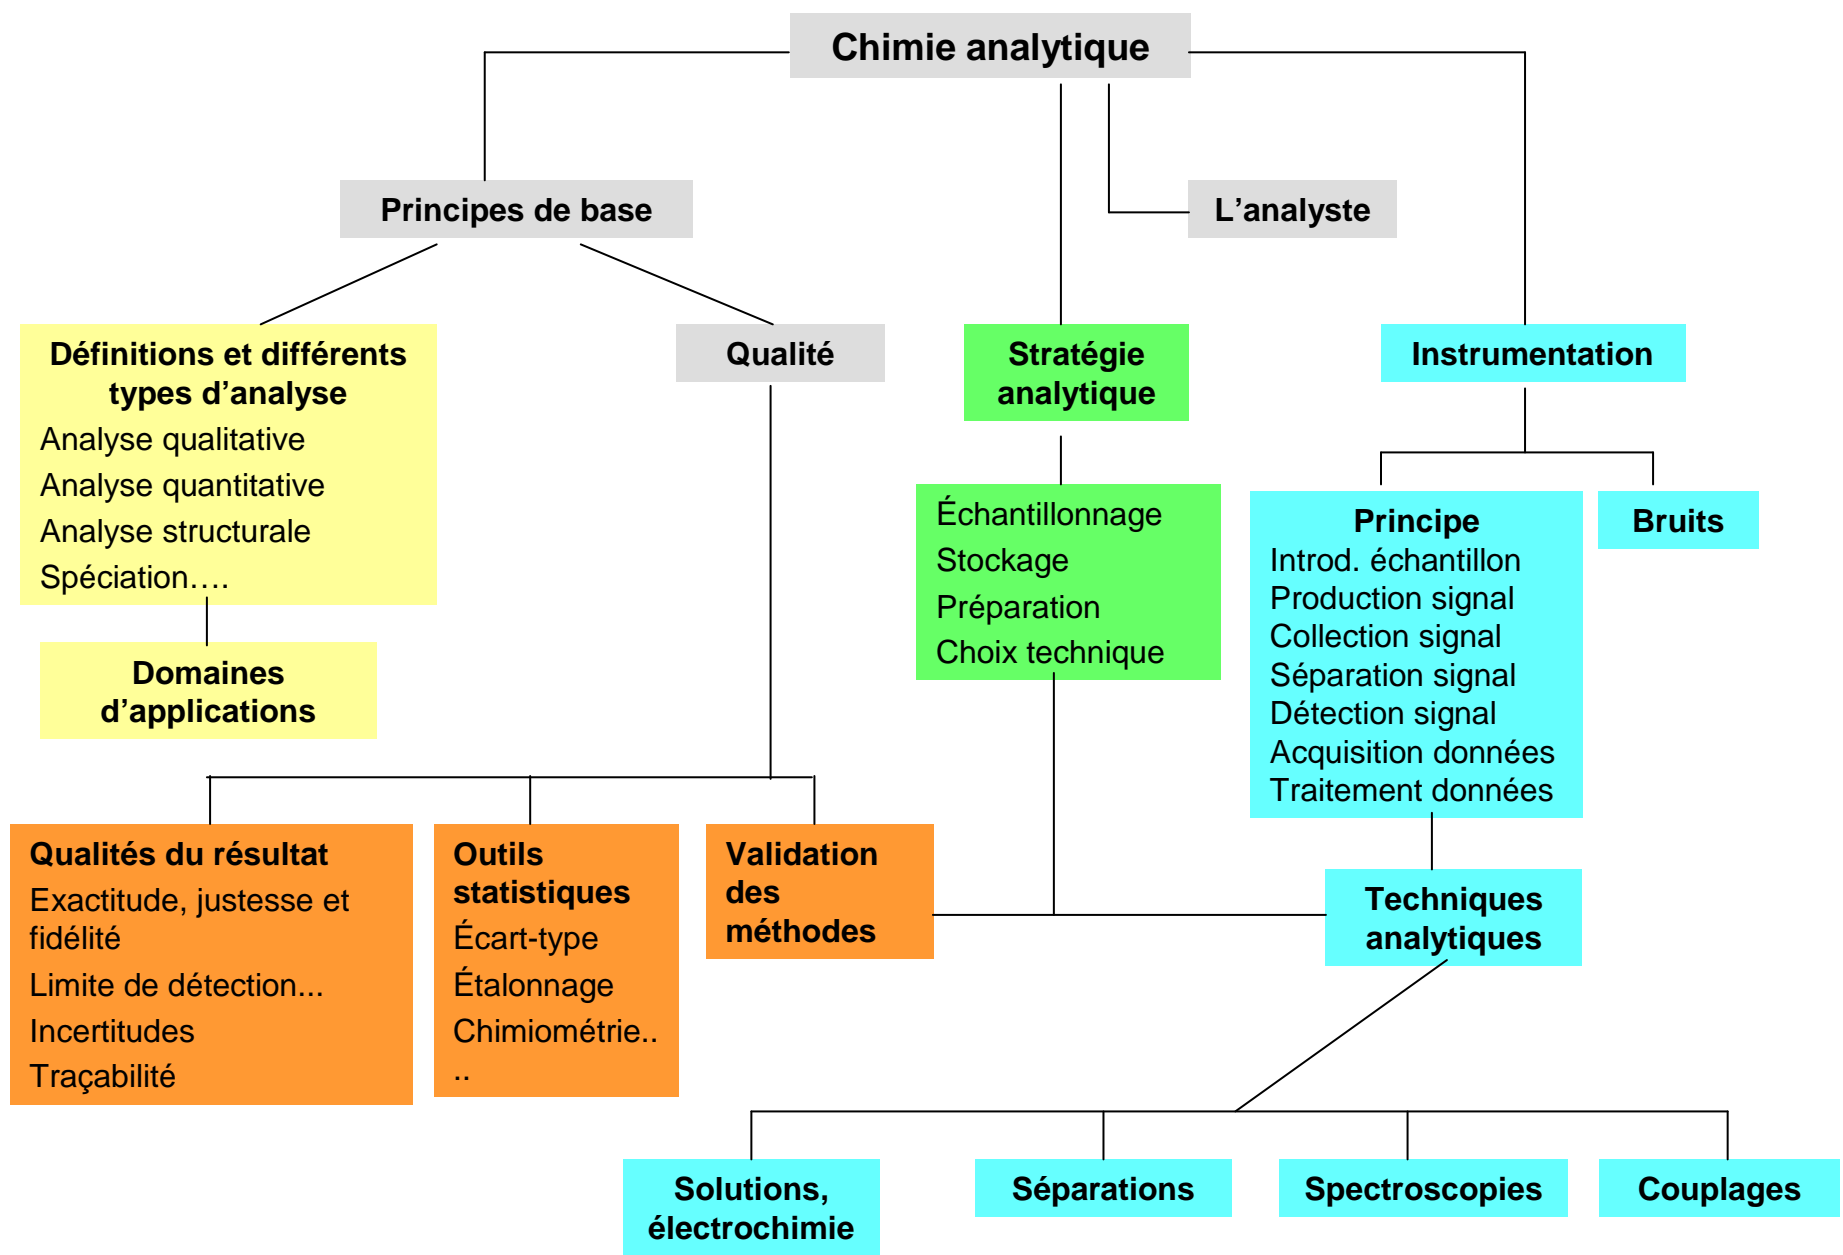 Chimie analytique
Principes de base
L’analyste
Définitions et différents
types d’analyse
Analyse qualitative
Analyse quantitative
Analyse structurale
Spéciation….
Qualité
Stratégie
analytique
Instrumentation
Échantillonnage
Stockage
Préparation
Choix technique
Principe
Introd. échantillon
Production signal
Collection signal
Séparation signal
Détection signal
Acquisition données
Traitement données
Bruits
Domaines
d’applications
Qualités du résultat
Exactitude, justesse et
fidélité
Limite de détection...
Incertitudes
Traçabilité
Outils
statistiques
Écart-type
Étalonnage
Chimiométrie..
..
Validation
des
méthodes
Techniques
analytiques
Solutions,
électrochimie
Séparations
Spectroscopies
Couplages